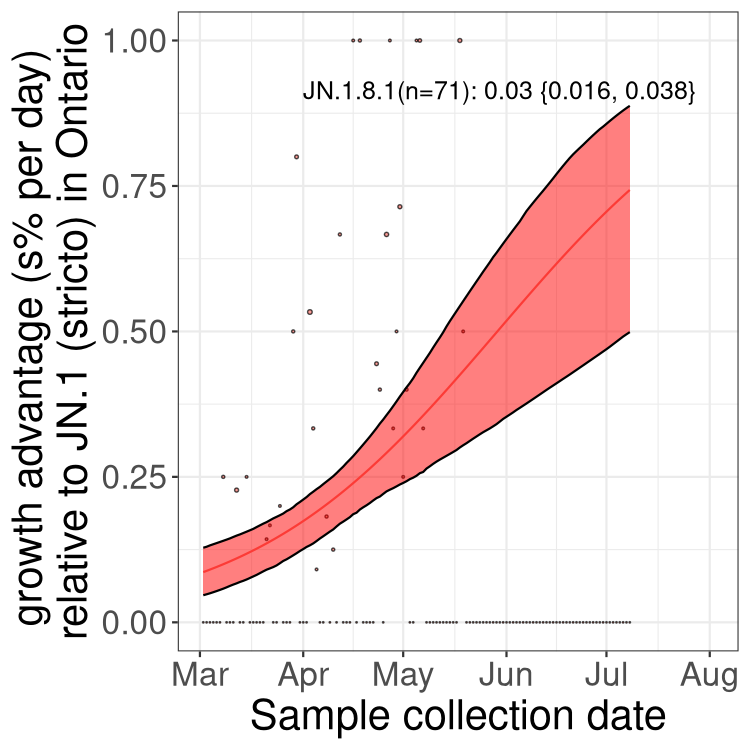 growth advantage (s% per day)
relative to JN.1 (stricto) in Ontario
1.00
0.75
0.50
0.25
0.00
JN.1.8.1(n=71): 0.03 {0.016, 0.038}
Mar Apr May Jun Jul Aug
Sample collection date